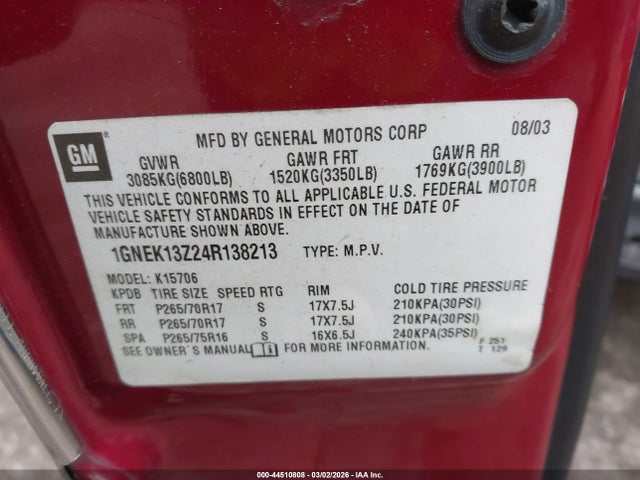 GM ®
MFD BY GENERAL MOTORS CORP 08/03
GVWR GAWR FRT GAWR RR
3085KG(6800LB) 1520KG(3350LB) 1769KG(3900LB)
THIS VEHICLE CONFORMS TO ALL APPLICABLE U.S. FEDERAL MOTOR
VEHICLE SAFETY STANDARDS IN EFFECT ON THE DATE OF
MANUFACTURE SHOWN ABOVE.
1GNEK13Z24R138213 TYPE: M.P.V.
MODEL: K15706
KPDB TIRE SIZE SPEED RTG RIM COLD TIRE PRESSURE
FRT P265/70R17 S 17X7.5J 210KPA(30PSI)
RR P265/70R17 S 17X7.5J 210KPA(30PSI)
SPA P265/75R16 S 16X6.5J 240KPA(35PSI)
SEE OWNER'S MANUAL FOR MORE INFORMATION.
F 251
T 129
000-44510808 - 03/02/2026 - IAA Inc.